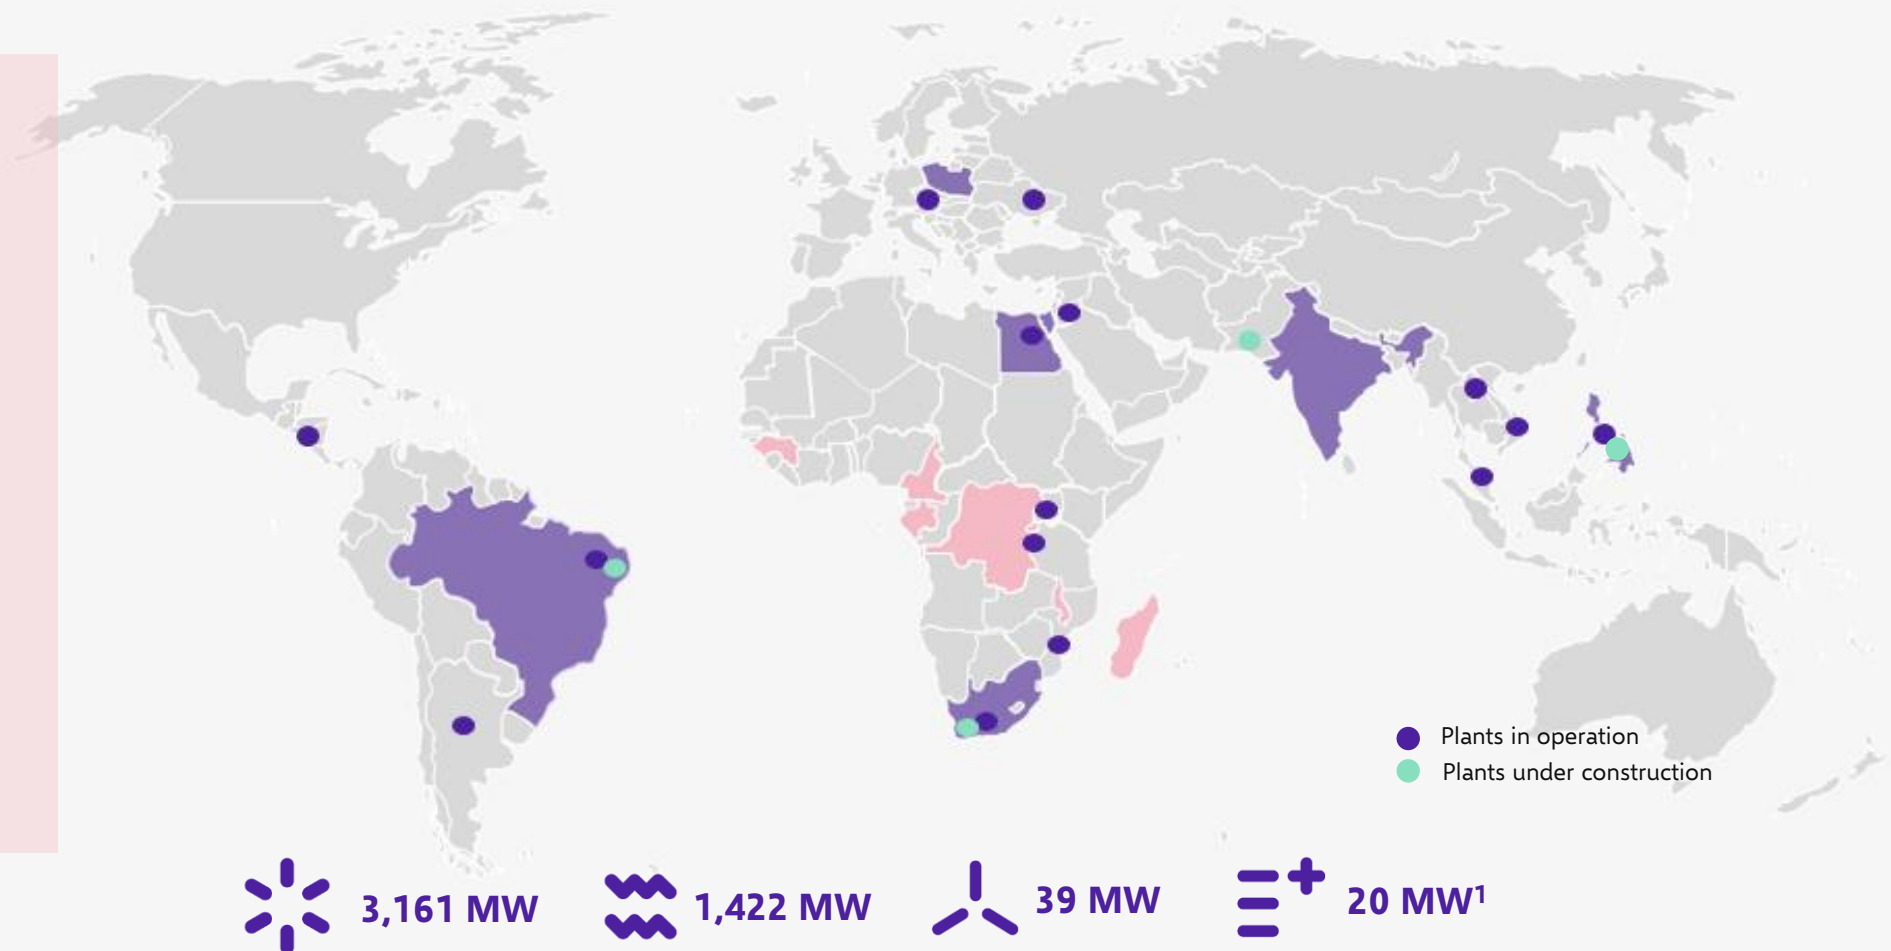 Plants in operation
Plants under construction
3,161 MW
1,422 MW
39 MW
20 MW¹